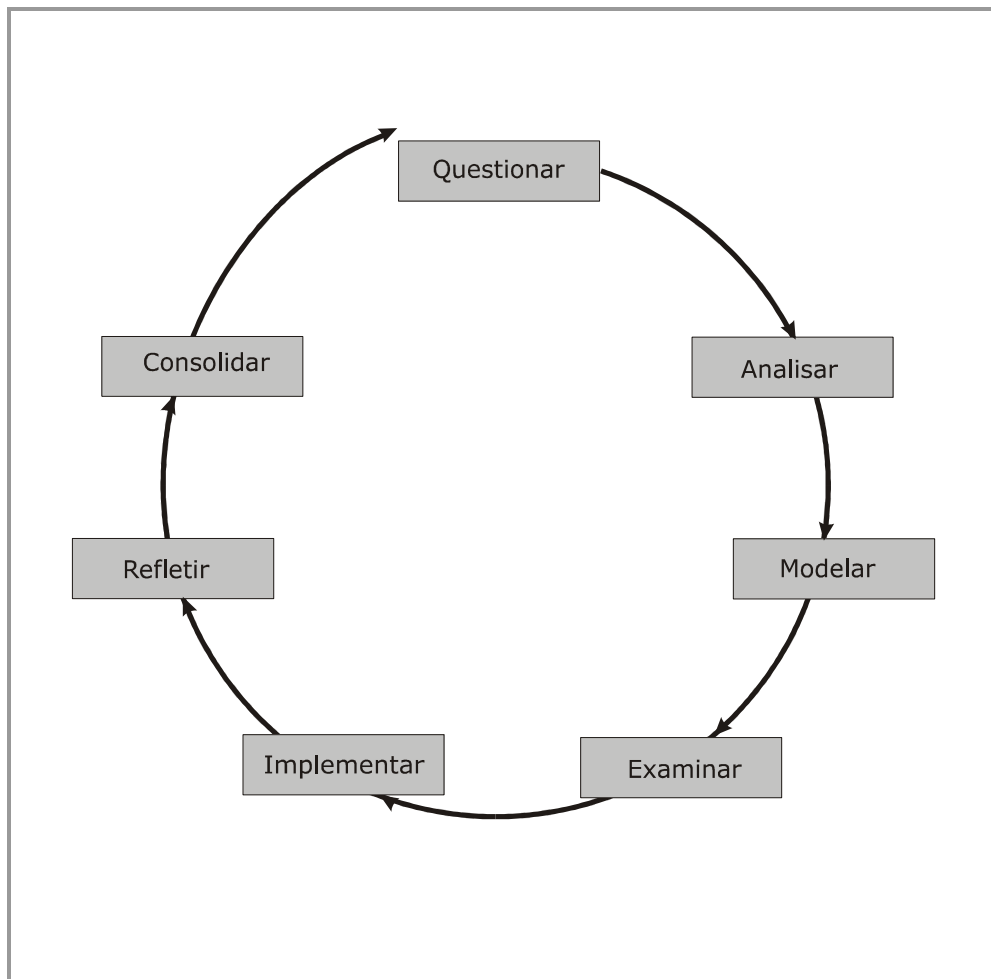 Questionar
Analisar
Modelar
Examinar
Implementar
Refletir
Consolidar